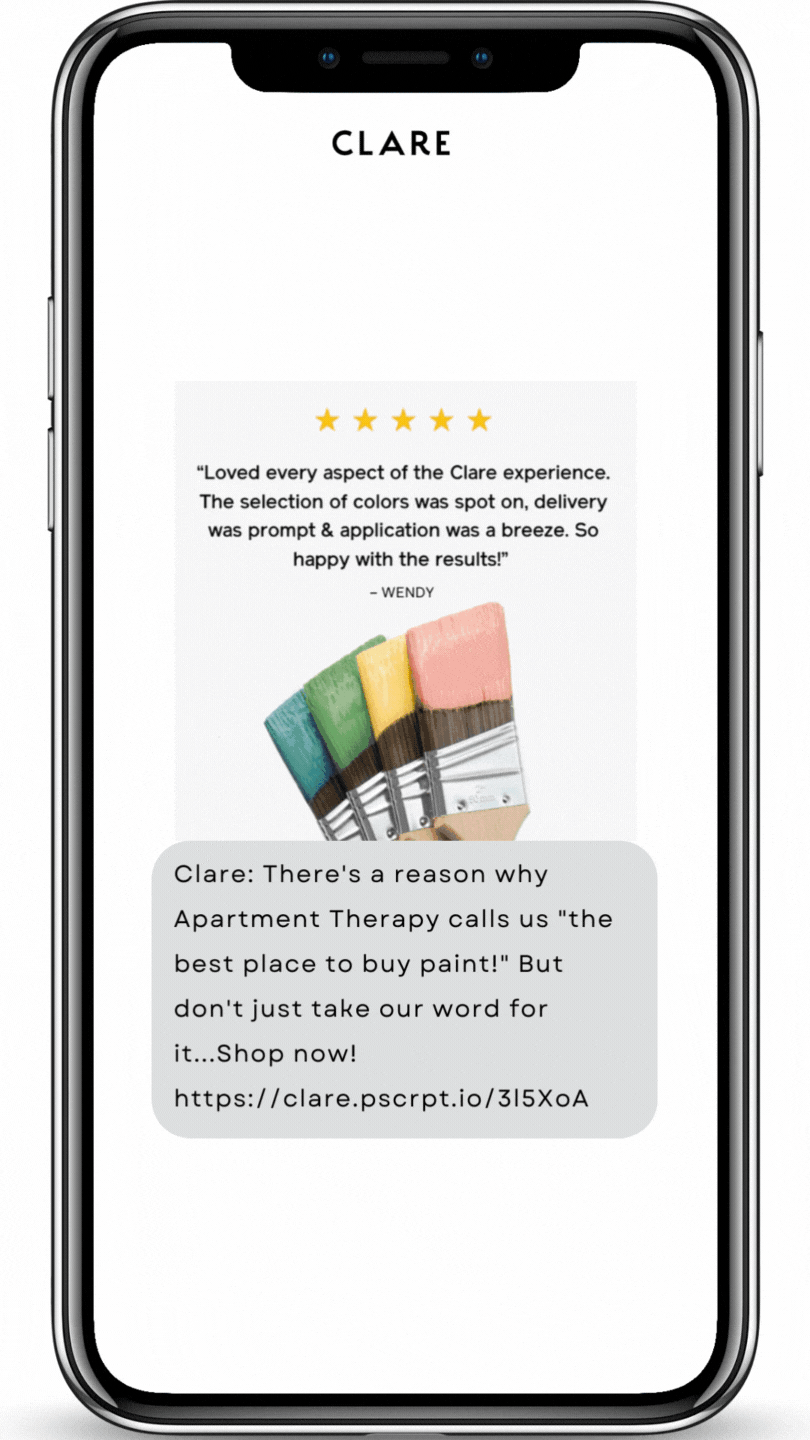 CLARE
“Loved every aspect of the Clare experience.
The selection of colors was spot on, delivery
was prompt & application was a breeze. So
happy with the results!”
– WENDY
Clare: There's a reason why
Apartment Therapy calls us "the
best place to buy paint!" But
don't just take our word for
it...Shop now!
https://clare.pscrpt.io/3l5XoA